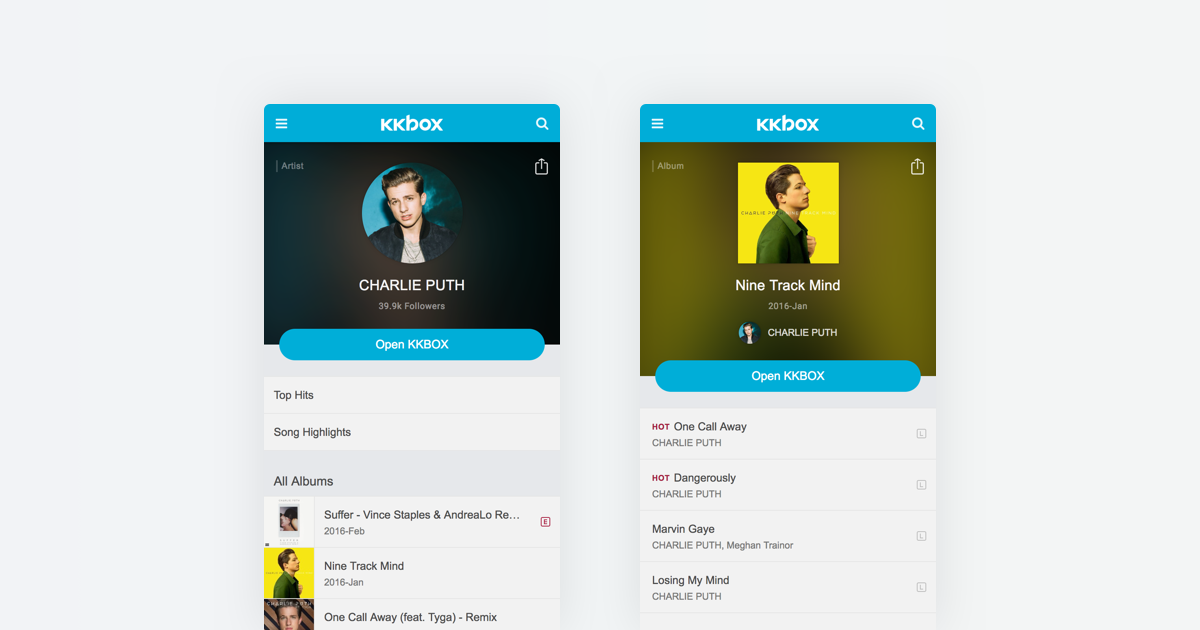 KKBOX
Artist
CHARLIE PUTH
39.9k Followers
Open KKBOX
Top Hits
Song Highlights
All Albums
Suffer - Vince Staples & AndreaLo Re…
2016-Feb
E
Nine Track Mind
2016-Jan
CHARLIE PUTH
One Call Away (feat. Tyga) - Remix
KKBOX
Album
CHARLIE PUTH NINE TRACK MIND
Nine Track Mind
2016-Jan
CHARLIE PUTH
Open KKBOX
HOT One Call Away
CHARLIE PUTH
L
HOT Dangerously
CHARLIE PUTH
L
Marvin Gaye
CHARLIE PUTH, Meghan Trainor
L
Losing My Mind
CHARLIE PUTH
L